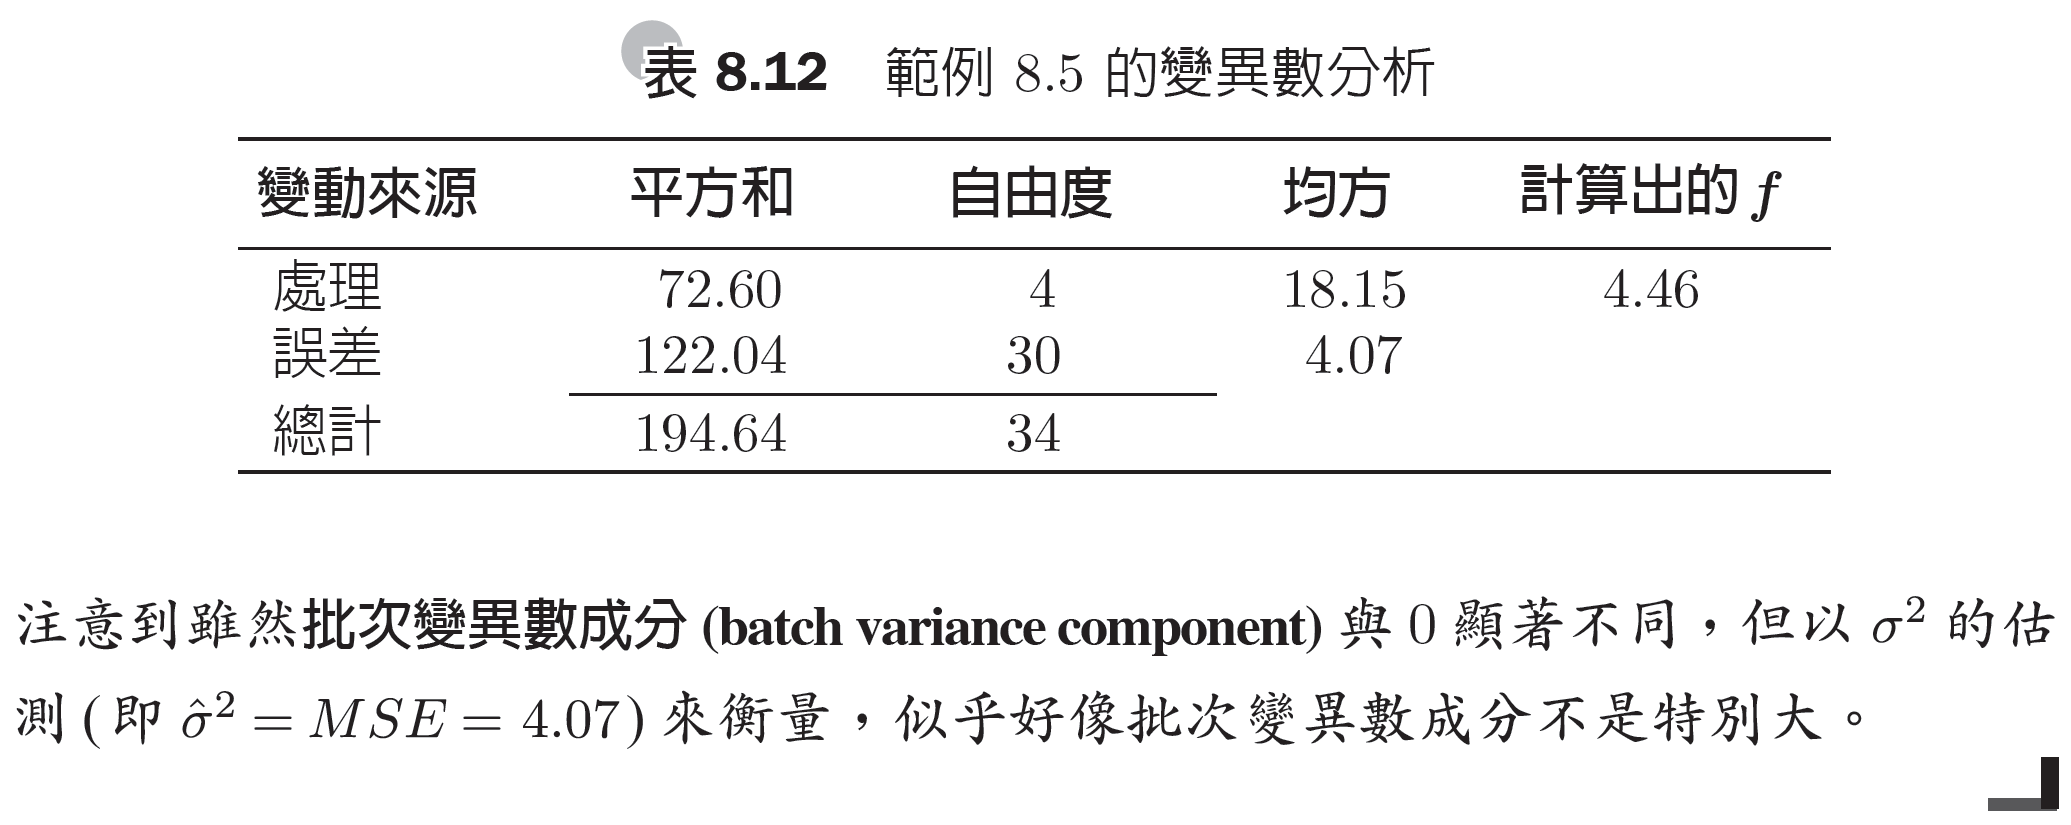 表 8.12 範例 8.5 的變異數分析
變動來源 平方和 自由度 均方 計算出的 f
處理 72.60 4 18.15 4.46
誤差 122.04 30 4.07
總計 194.64 34
注意到雖然批次變異數成分 (batch variance component) 與 0 顯著不同，但以 σ² 的估
測 (即 σ̂² = MSE = 4.07) 來衡量，似乎好像批次變異數成分不是特別大。